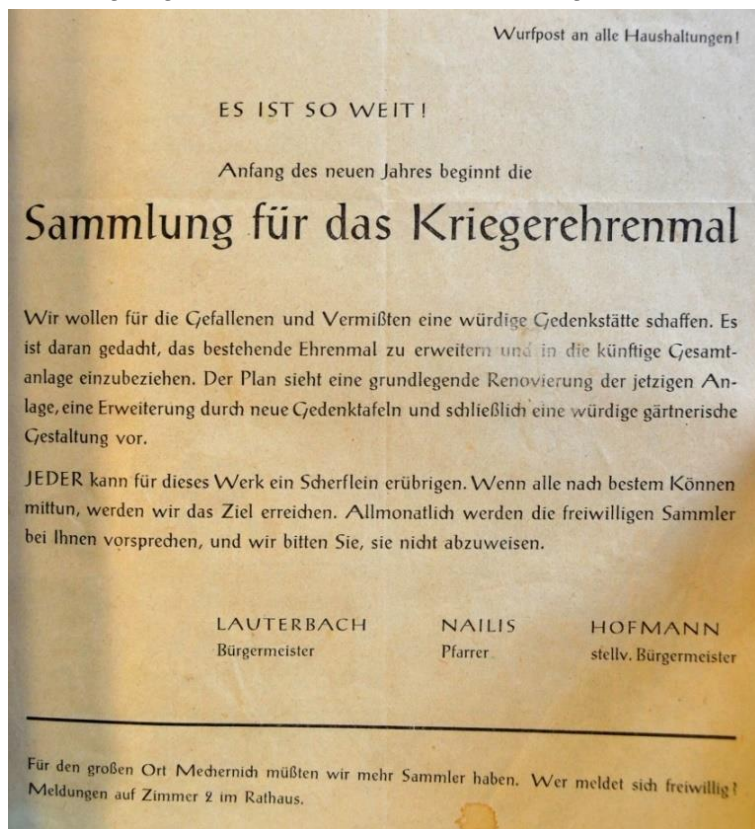 Wurfpost an alle Haushaltungen!
ES IST SO WEIT!
Anfang des neuen Jahres beginnt die
Sammlung für das Kriegerehrenmal
Wir wollen für die Gefallenen und Vermißten eine würdige Gedenkstätte schaffen. Es
ist daran gedacht, das bestehende Ehrenmal zu erweitern und in die künftige Gesamt-
anlage einzubeziehen. Der Plan sieht eine grundlegende Renovierung der jetzigen An-
lage, eine Erweiterung durch neue Gedenktafeln und schließlich eine würdige gärtnerische
Gestaltung vor.
JEDER kann für dieses Werk ein Scherflein erübrigen. Wenn alle nach bestem Können
mittun, werden wir das Ziel erreichen. Allmonatlich werden die freiwilligen Sammler
bei Ihnen vorsprechen, und wir bitten Sie, sie nicht abzuweisen.
LAUTERBACH NAILIS HOFMANN
Bürgermeister Pfarrer stellv. Bürgermeister
Für den großen Ort Mechernich müßten wir mehr Sammler haben. Wer meldet sich freiwillig?
Meldungen auf Zimmer 2 im Rathaus.